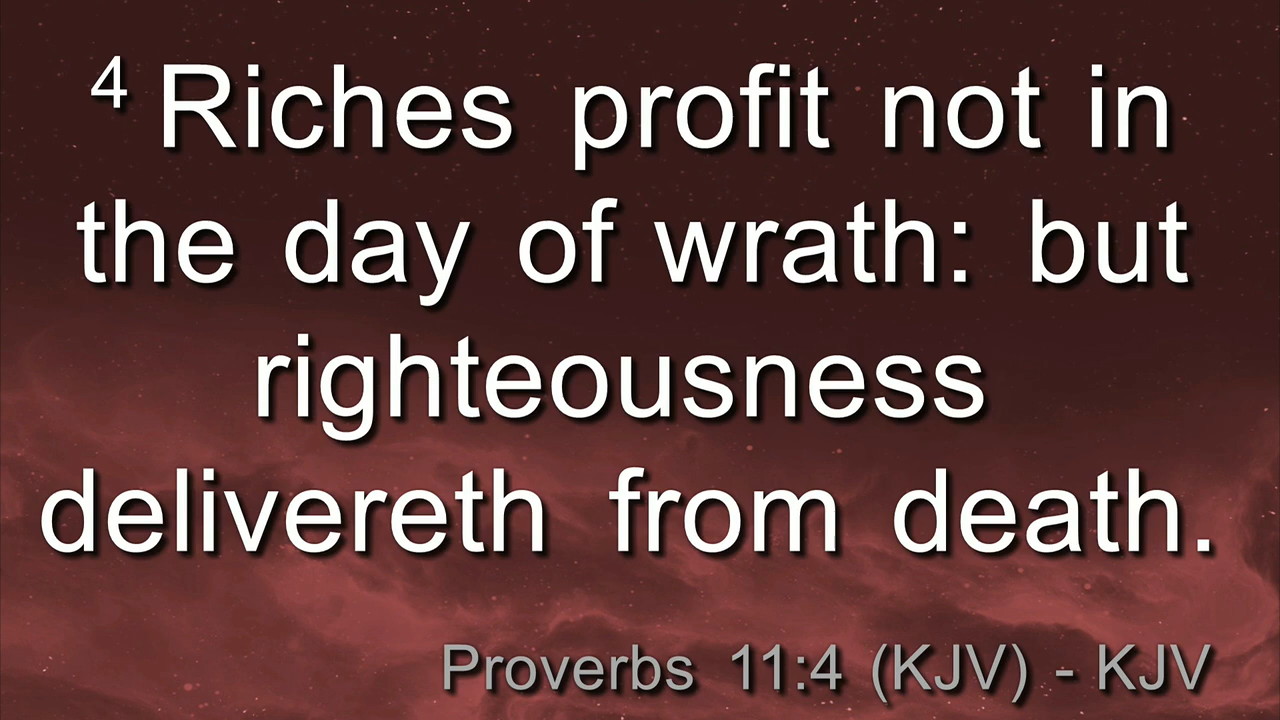 4 Riches profit not in
the day of wrath: but
righteousness
delivereth from death.
Proverbs 11:4 (KJV) - KJV